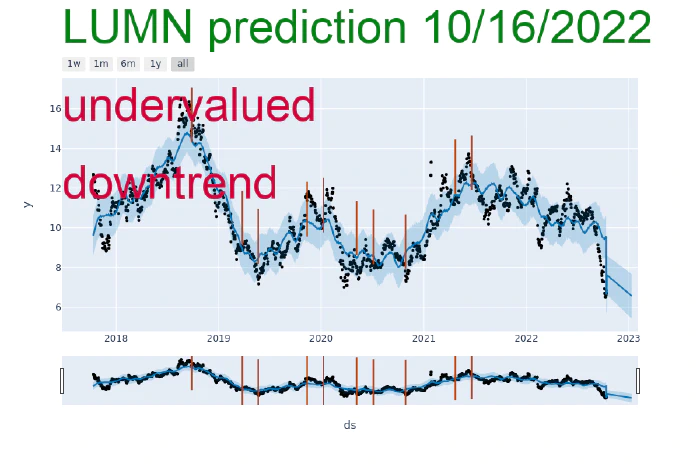 LUMN prediction 10/16/2022
1w 1m 6m 1y all
undervalued
downtrend
y
16
14
12
10
8
6
2018 2019 2020 2021 2022 2023
ds